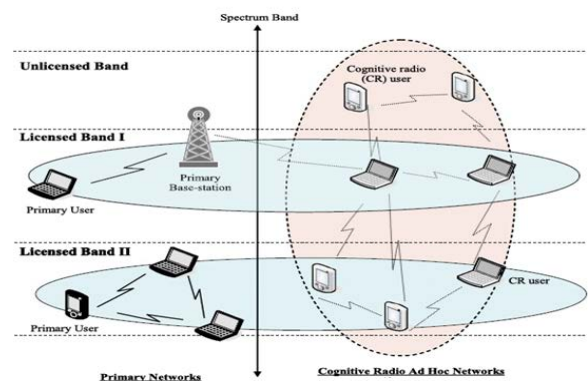 Spectrum Band
Unlicensed Band
Cognitive radio
(CR) user
Licensed Band I
Primary
Base-station
Primary User
Licensed Band II
CR user
Primary User
Primary Networks
Cognitive Radio Ad Hoc Networks